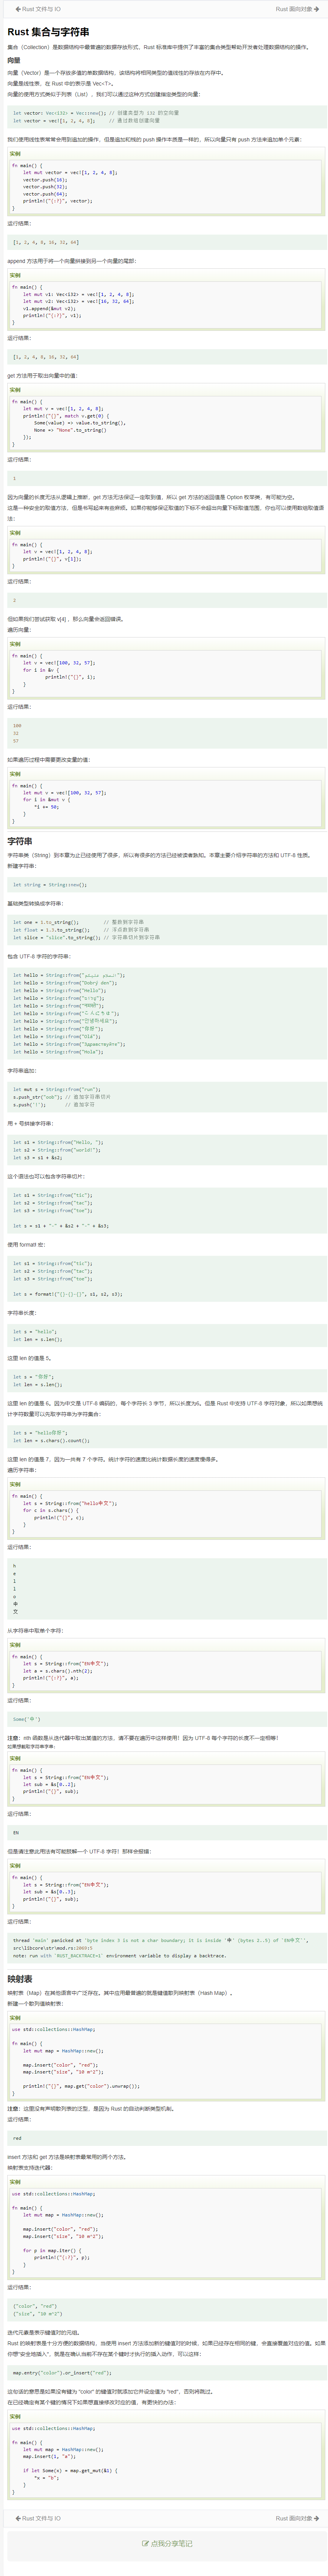 ← Rust 文件与 IO
Rust 面向对象 →
Rust 集合与字符串
集合（Collection）是数据结构中最普遍的数据存放形式，Rust 标准库中提供了丰富的集合类型帮助开发者处理数据结构的操作。
向量
向量（Vector）是一个存放多值的单数据结构，该结构将相同类型的值线性的存放在内存中。
向量是线性表，在 Rust 中的表示是 Vec<T>。
向量的使用方式类似于列表（List），我们可以通过这种方式创建指定类型的向量：
let vector: Vec<i32> = Vec::new(); // 创建类型为 i32 的空向量
let vector = vec![1, 2, 4, 8];     // 通过数组创建向量
我们使用线性表常常会用到追加的操作，但是追加和栈的 push 操作本质是一样的，所以向量只有 push 方法来追加单个元素：
实例
fn main() {
    let mut vector = vec![1, 2, 4, 8];
    vector.push(16);
    vector.push(32);
    vector.push(64);
    println!("{:?}", vector);
}
运行结果：
[1, 2, 4, 8, 16, 32, 64]
append 方法用于将一个向量拼接到另一个向量的尾部：
实例
fn main() {
    let mut v1: Vec<i32> = vec![1, 2, 4, 8];
    let mut v2: Vec<i32> = vec![16, 32, 64];
    v1.append(&mut v2);
    println!("{:?}", v1);
}
运行结果：
[1, 2, 4, 8, 16, 32, 64]
get 方法用于取出向量中的值：
实例
fn main() {
    let mut v = vec![1, 2, 4, 8];
    println!("{}", match v.get(0) {
        Some(value) => value.to_string(),
        None => "None".to_string()
    });
}
运行结果：
1
因为向量的长度无法从逻辑上推断，get 方法无法保证一定取到值，所以 get 方法的返回值是 Option 枚举类，有可能为空。
这是一种安全的取值方法，但是书写起来有些麻烦。如果你能够保证取值的下标不会超出向量下标取值范围，你也可以使用数组取值语
法：
实例
fn main() {
    let v = vec![1, 2, 4, 8];
    println!("{}", v[1]);
}
运行结果：
2
但如果我们尝试获取 v[4] ，那么向量会返回错误。
遍历向量：
实例
fn main() {
    let v = vec![100, 32, 57];
    for i in &v {
        println!("{}", i);
    }
}
运行结果：
100
32
57
如果遍历过程中需要更改变量的值：
实例
fn main() {
    let mut v = vec![100, 32, 57];
    for i in &mut v {
        *i += 50;
    }
}
字符串
字符串类（String）到本章为止已经使用了很多，所以有很多的方法已经被读者熟知。本章主要介绍字符串的方法和 UTF-8 性质。
新建字符串：
let string = String::new();
基础类型转换成字符串：
let one = 1.to_string();         // 整数到字符串
let float = 1.3.to_string();     // 浮点数到字符串
let slice = "slice".to_string(); // 字符串切片到字符串
包含 UTF-8 字符的字符串：
let hello = String::from("السلام عليكم");
let hello = String::from("Dobrý den");
let hello = String::from("Hello");
let hello = String::from("שָׁלוֹם");
let hello = String::from("नमस्ते");
let hello = String::from("こんにちは");
let hello = String::from("안녕하세요");
let hello = String::from("你好");
let hello = String::from("Olá");
let hello = String::from("Здравствуйте");
let hello = String::from("Hola");
字符串追加：
let mut s = String::from("run");
s.push_str("oob"); // 追加字符串切片
s.push('!');       // 追加字符
用 + 号拼接字符串：
let s1 = String::from("Hello, ");
let s2 = String::from("world!");
let s3 = s1 + &s2;
这个语法也可以包含字符串切片：
let s1 = String::from("tic");
let s2 = String::from("tac");
let s3 = String::from("toe");
let s = s1 + "-" + &s2 + "-" + &s3;
使用 format! 宏：
let s1 = String::from("tic");
let s2 = String::from("tac");
let s3 = String::from("toe");
let s = format!("{}-{}-{}", s1, s2, s3);
字符串长度：
let s = "hello";
let len = s.len();
这里 len 的值是 5。
let s = "你好";
let len = s.len();
这里 len 的值是 6。因为中文是 UTF-8 编码的，每个字符长 3 字节，所以长度为6。但是 Rust 中支持 UTF-8 字符对象，所以如果想统
计字符数量可以先取字符串为字符集合：
let s = "hello你好";
let len = s.chars().count();
这里 len 的值是 7，因为一共有 7 个字符。统计字符的速度比统计数据长度的速度慢得多。
遍历字符串：
实例
fn main() {
    let s = String::from("hello中文");
    for c in s.chars() {
        println!("{}", c);
    }
}
运行结果：
h
e
l
l
o
中
文
从字符串中取单个字符：
实例
fn main() {
    let s = String::from("EN中文");
    let a = s.chars().nth(2);
    println!("{:?}", a);
}
运行结果：
Some('中')
注意：nth 函数是从迭代器中取出某值的方法，请不要在遍历中这样使用！因为 UTF-8 每个字符的长度不一定相等！
如果想截取字符串字串：
实例
fn main() {
    let s = String::from("EN中文");
    let sub = &s[0..2];
    println!("{}", sub);
}
运行结果：
EN
但是请注意此用法有可能肢解一个 UTF-8 字符！那样会报错：
实例
fn main() {
    let s = String::from("EN中文");
    let sub = &s[0..3];
    println!("{}", sub);
}
运行结果：
thread 'main' panicked at 'byte index 3 is not a char boundary; it is inside '中' (bytes 2..5) of `EN中文`',
src\libcore\str\mod.rs:2069:5
note: run with `RUST_BACKTRACE=1` environment variable to display a backtrace.
映射表
映射表（Map）在其他语言中广泛存在。其中应用最普遍的就是键值散列映射表（Hash Map）。
新建一个散列值映射表：
实例
use std::collections::HashMap;
fn main() {
    let mut map = HashMap::new();
    map.insert("color", "red");
    map.insert("size", "10 m^2");
    println!("{}", map.get("color").unwrap());
}
注意：这里没有声明散列表的泛型，是因为 Rust 的自动判断类型机制。
运行结果：
red
insert 方法和 get 方法是映射表最常用的两个方法。
映射表支持迭代器：
实例
use std::collections::HashMap;
fn main() {
    let mut map = HashMap::new();
    map.insert("color", "red");
    map.insert("size", "10 m^2");
    for p in map.iter() {
        println!("{:?}", p);
    }
}
运行结果：
("color", "red")
("size", "10 m^2")
迭代元素是表示键值对的元组。
Rust 的映射表是十分方便的数据结构，当使用 insert 方法添加新的键值对的时候，如果已经存在相同的键，会直接覆盖对应的值。如果
你想"安全地插入"，就是在确认当前不存在某个键时才执行的插入动作，可以这样：
map.entry("color").or_insert("red");
这句话的意思是如果没有键为 "color" 的键值对就添加它并设定值为 "red"，否则将跳过。
在已经确定有某个键的情况下如果想直接修改对应的值，有更快的办法：
实例
use std::collections::HashMap;
fn main() {
    let mut map = HashMap::new();
    map.insert(1, "a");
    if let Some(x) = map.get_mut(&1) {
        *x = "b";
    }
}
← Rust 文件与 IO
Rust 面向对象 →
点我分享笔记